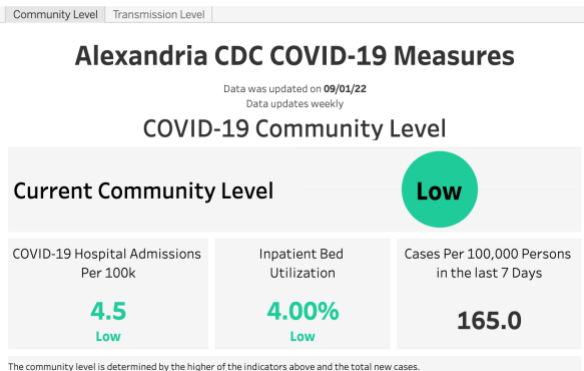 Community Level
Transmission Level
Alexandria CDC COVID-19 Measures
Data was updated on 09/01/22
Data updates weekly
COVID-19 Community Level
Current Community Level
Low
COVID-19 Hospital Admissions
Per 100k
4.5
Low
Inpatient Bed
Utilization
4.00%
Low
Cases Per 100,000 Persons
in the last 7 Days
165.0
The community level is determined by the higher of the indicators above and the total new cases.